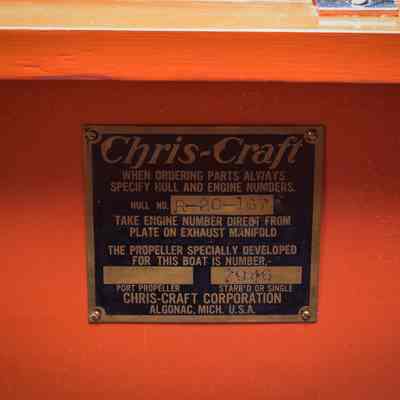 Chris-Craft
WHEN ORDERING PARTS ALWAYS
SPECIFY HULL AND ENGINE NUMBERS.
HULL NO. R-20-167
TAKE ENGINE NUMBER DIRECT FROM
PLATE ON EXHAUST MANIFOLD
THE PROPELLER SPECIALLY DEVELOPED
FOR THIS BOAT IS NUMBER.-
PORT PROPELLER STARB'D OR SINGLE
CHRIS-CRAFT CORPORATION
ALGONAC, MICH. U.S.A.